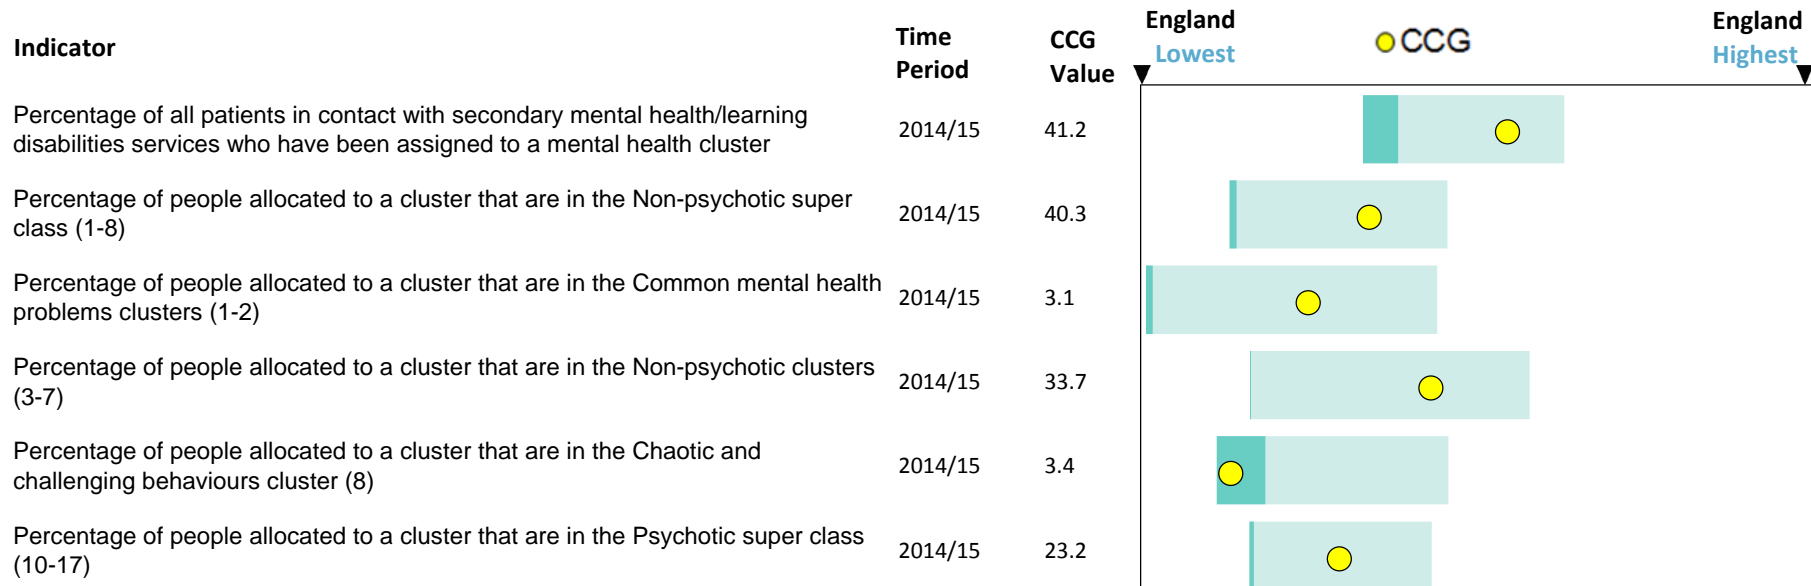 Indicator
Time
Period
CCG
Value
England
Lowest
CCG
England
Highest
Percentage of all patients in contact with secondary mental health/learning
disabilities services who have been assigned to a mental health cluster
2014/15
41.2
Percentage of people allocated to a cluster that are in the Non-psychotic super
class (1-8)
2014/15
40.3
Percentage of people allocated to a cluster that are in the Common mental health
problems clusters (1-2)
2014/15
3.1
Percentage of people allocated to a cluster that are in the Non-psychotic clusters
(3-7)
2014/15
33.7
Percentage of people allocated to a cluster that are in the Chaotic and
challenging behaviours cluster (8)
2014/15
3.4
Percentage of people allocated to a cluster that are in the Psychotic super class
(10-17)
2014/15
23.2